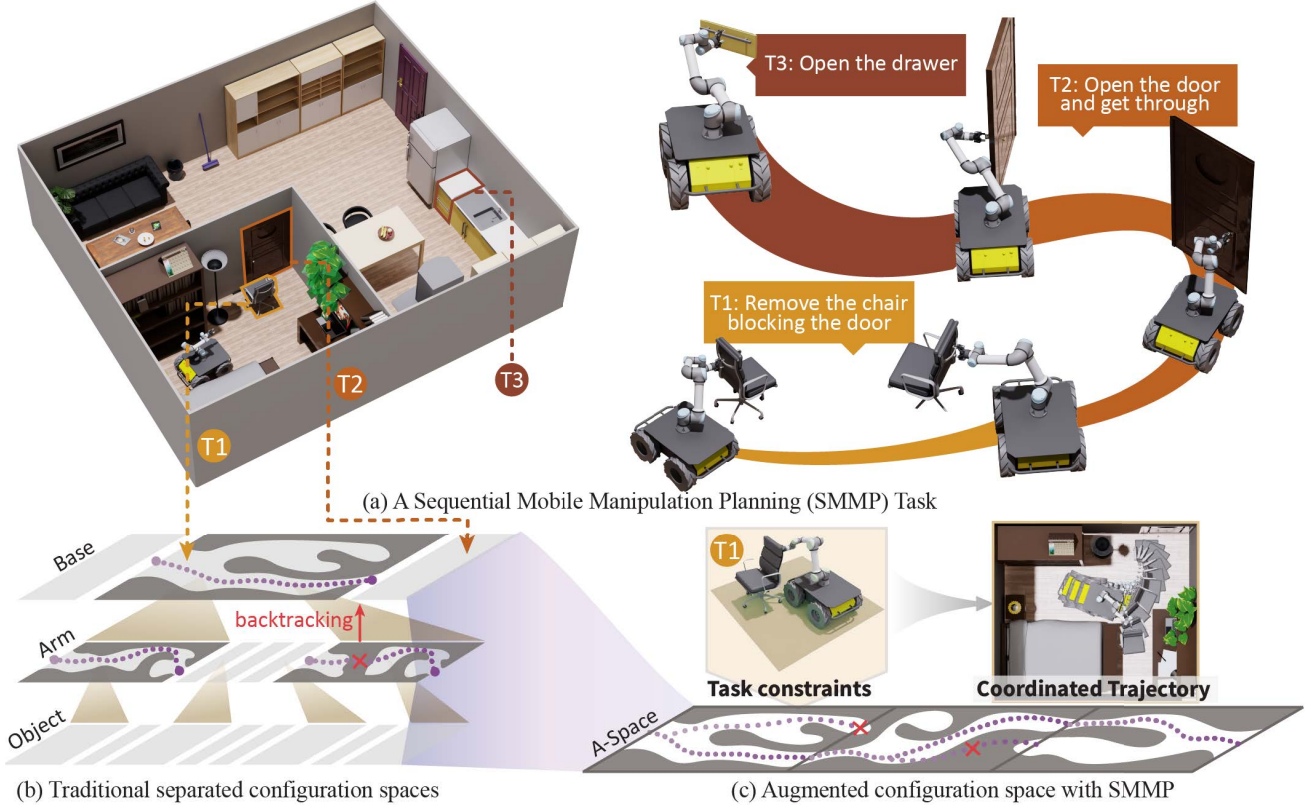 T3: Open the drawer
T2: Open the door
and get through
T1: Remove the chair
blocking the door
T1
T2
T3
(a) A Sequential Mobile Manipulation Planning (SMMP) Task
Base
Arm
Object
backtracking
T1
Task constraints
Coordinated Trajectory
A-Space
(b) Traditional separated configuration spaces
(c) Augmented configuration space with SMMP